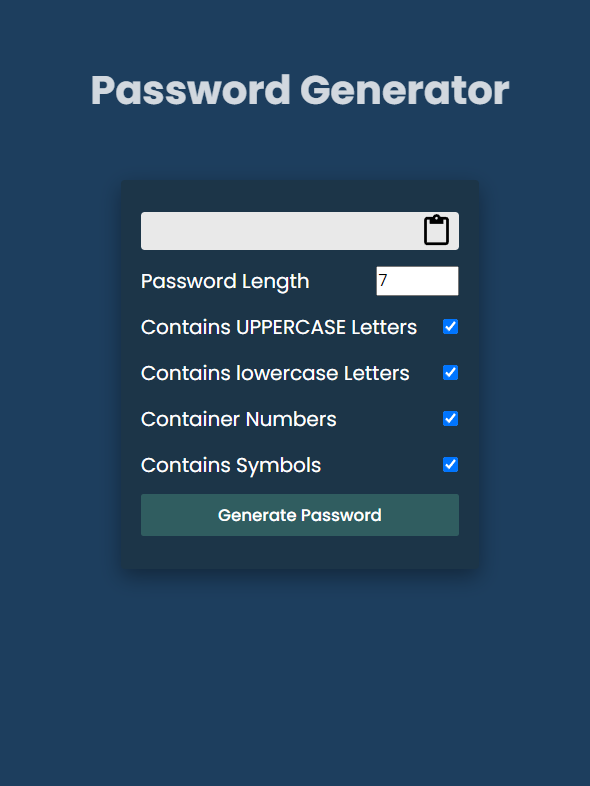 Password Generator
Password Length 7
Contains UPPERCASE Letters
Contains lowercase Letters
Container Numbers
Contains Symbols
Generate Password